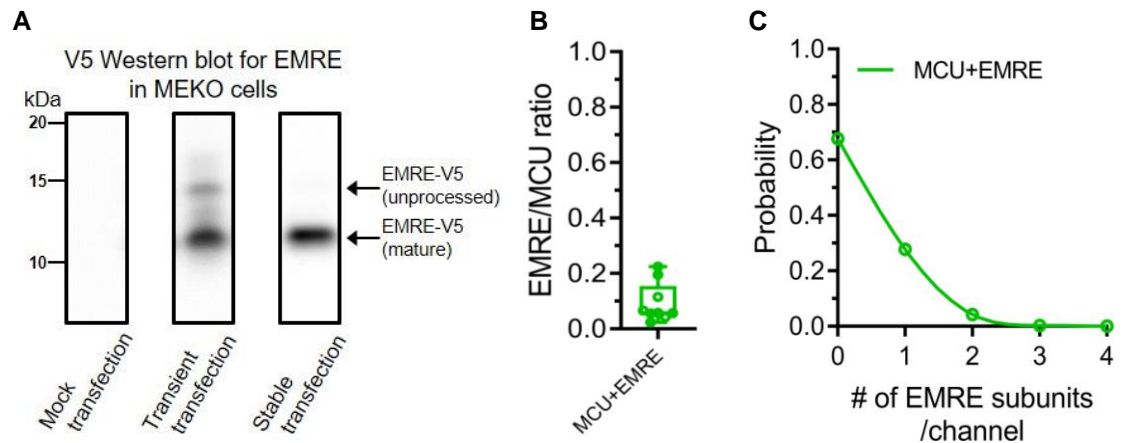 A
V5 Western blot for EMRE
in MEKO cells
kDa
20
15
10
EMRE-V5
(unprocessed)
EMRE-V5
(mature)
Mock
transfection
Transient
transfection
Stable
transfection
B
EMRE/MCU ratio
1.0
0.8
0.6
0.4
0.2
0.0
MCU+EMRE
C
Probability
1.0
0.8
0.6
0.4
0.2
0.0
MCU+EMRE
0 1 2 3 4
# of EMRE subunits
/channel